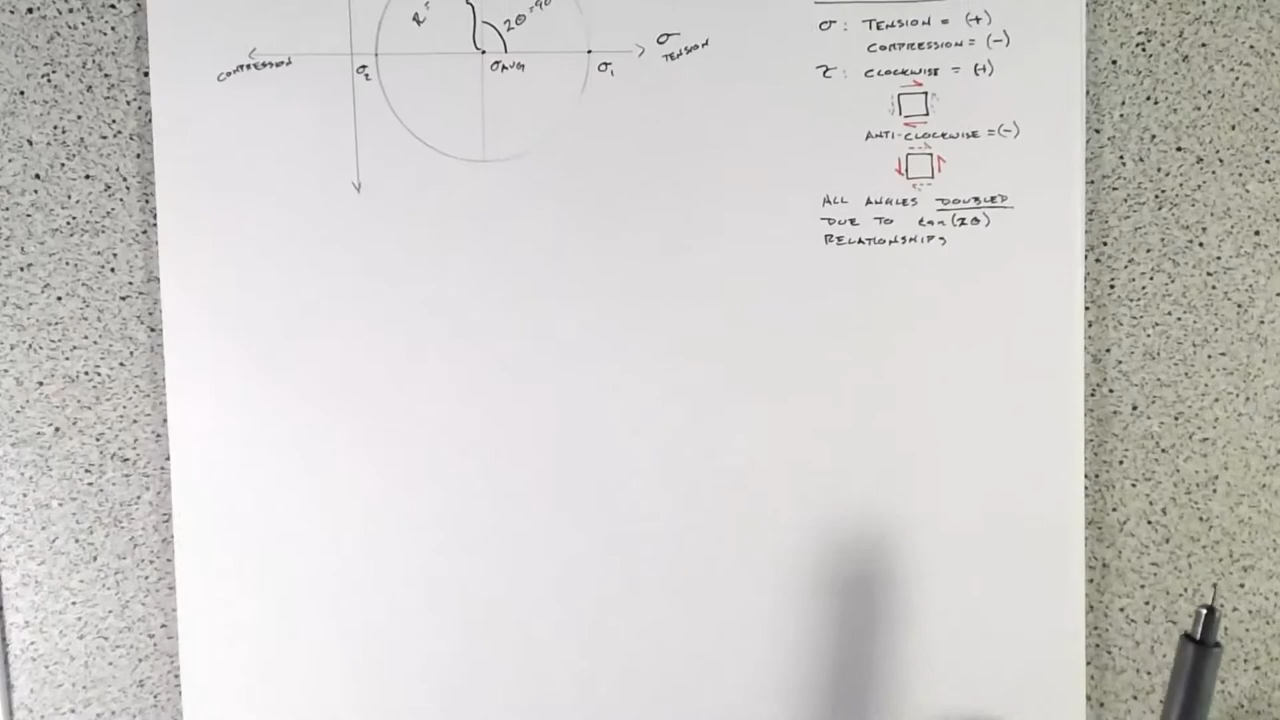 R=
2θ=90
σ
TENSION
COMPRESSION
σ2
σAVG
σ1
σ: TENSION = (+)
COMPRESSION = (-)
τ: CLOCKWISE = (+)
ANTI-CLOCKWISE = (-)
ALL ANGLES DOUBLED
DUE TO tan(2θ)
RELATIONSHIPS